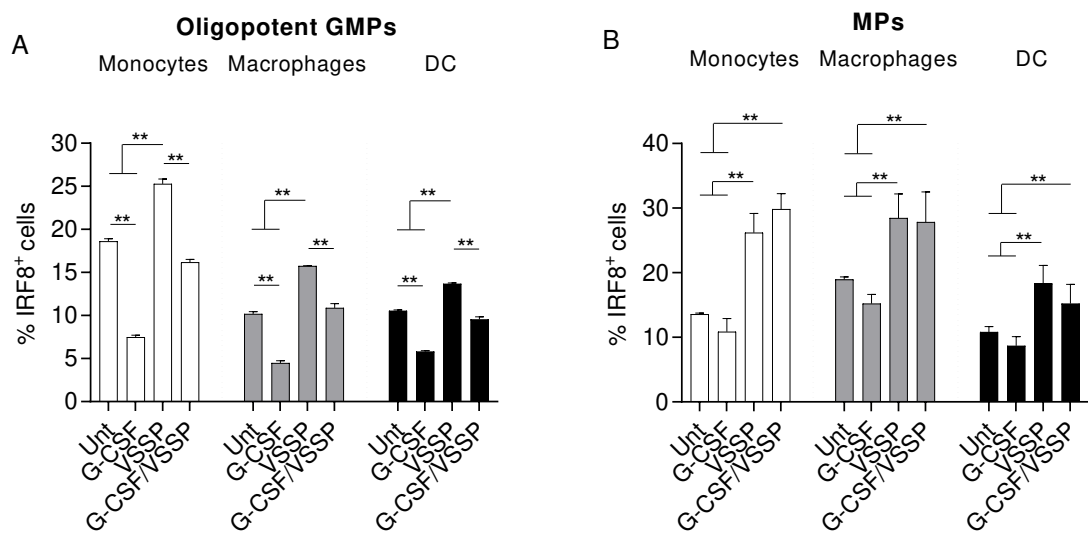 A
Oligopotent GMPs
Monocytes Macrophages DC
% IRF8+ cells
30
25
20
15
10
5
0
** ** **
** ** **
** ** **
Unt G-CSF VSSP G-CSF/VSSP Unt G-CSF VSSP G-CSF/VSSP Unt G-CSF VSSP G-CSF/VSSP
B
MPs
Monocytes Macrophages DC
% IRF8+ cells
40
30
20
10
0
** ** **
** ** **
Unt G-CSF VSSP G-CSF/VSSP Unt G-CSF VSSP G-CSF/VSSP Unt G-CSF VSSP G-CSF/VSSP